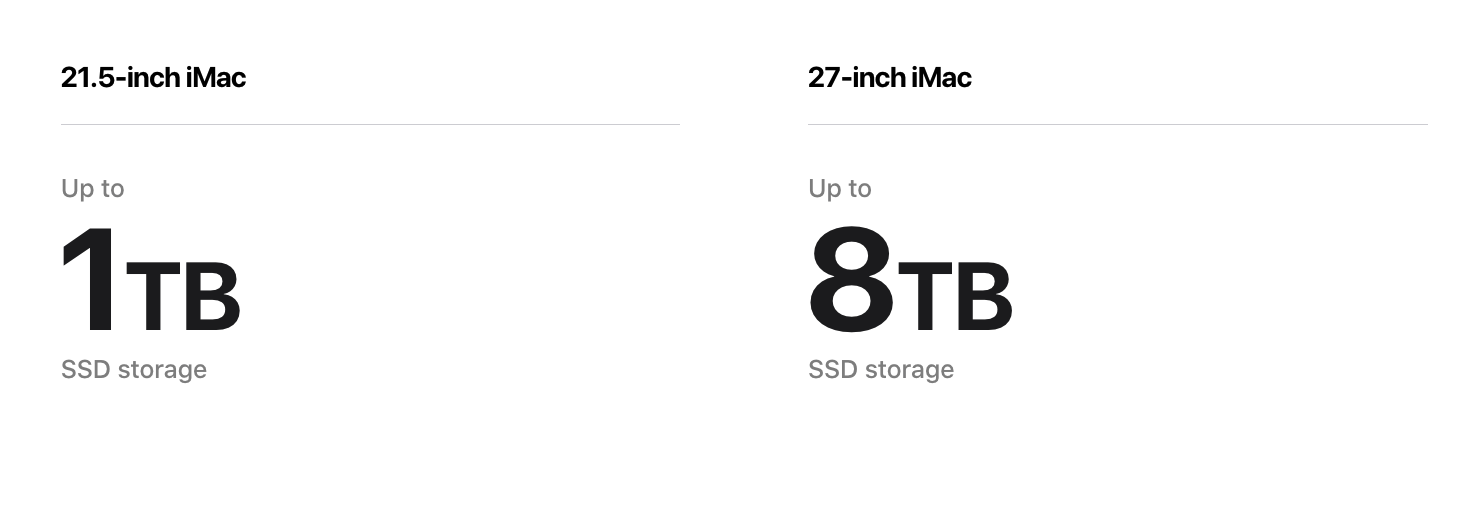 21.5-inch iMac
Up to
1TB
SSD storage
27-inch iMac
Up to
8TB
SSD storage